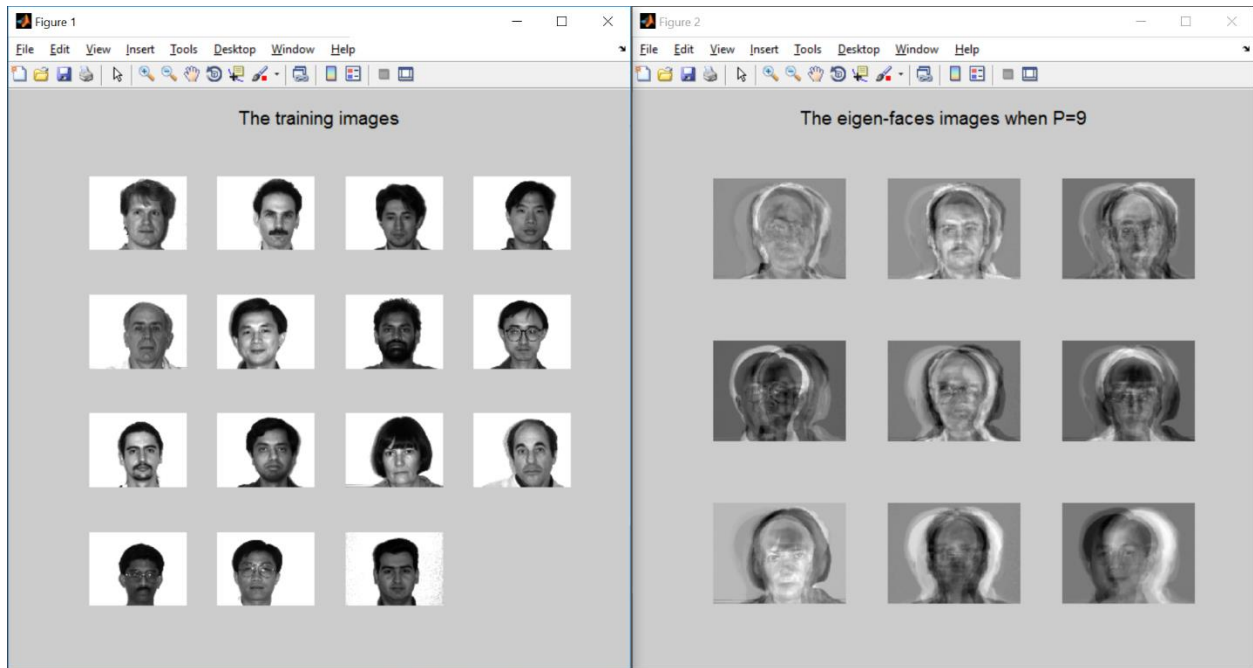 Figure 1
File Edit View Insert Tools Desktop Window Help
The training images
Figure 2
File Edit View Insert Tools Desktop Window Help
The eigen-faces images when P=9